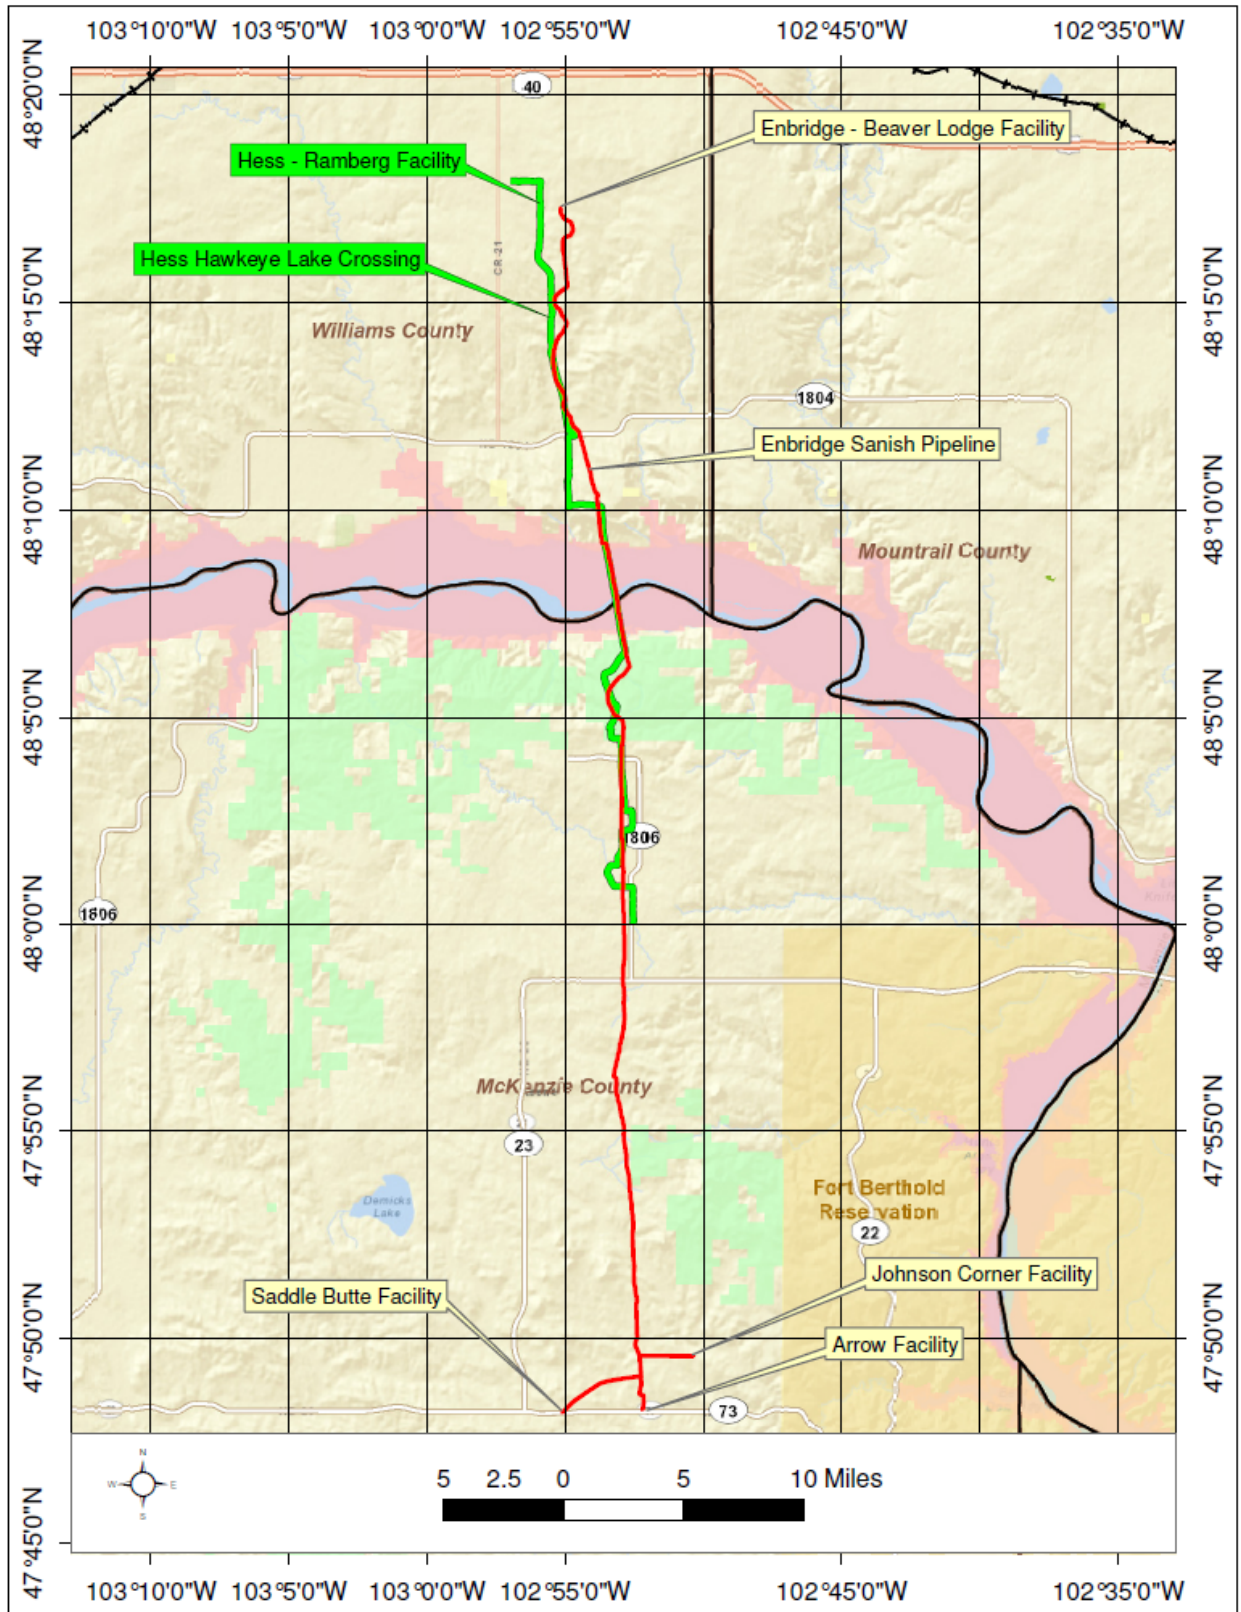 103°10'0"W 103°5'0"W 103°0'0"W 102°55'0"W 102°45'0"W 102°35'0"W
48°20'0"N
40
Enbridge - Beaver Lodge Facility
Hess - Ramberg Facility
CR-21
Hess Hawkeye Lake Crossing
48°15'0"N
48°15'0"N
Williams County
1804
Enbridge Sanish Pipeline
48°10'0"N
48°10'0"N
Mountrail County
48°5'0"N
48°5'0"N
1806
1806
48°0'0"N
48°0'0"N
McKenzie County
47°55'0"N
47°55'0"N
23
Demicks
Lake
Fort Berthold
Reservation
22
Johnson Corner Facility
Saddle Butte Facility
47°50'0"N
47°50'0"N
Arrow Facility
73
N
W E
S
5 2.5 0 5 10 Miles
47°45'0"N
103°10'0"W 103°5'0"W 103°0'0"W 102°55'0"W 102°45'0"W 102°35'0"W